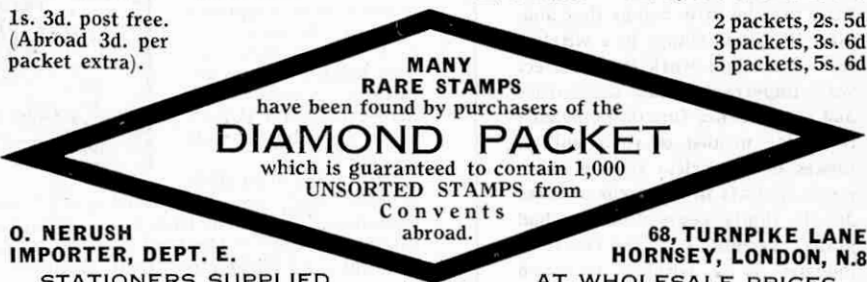 1s. 3d. post free.
(Abroad 3d. per
packet extra).
2 packets, 2s. 5d
3 packets, 3s. 6d
5 packets, 5s. 6d
MANY
RARE STAMPS
have been found by purchasers of the
DIAMOND PACKET
which is guaranteed to contain 1,000
UNSORTED STAMPS from
Convents
abroad.
O. NERUSH
IMPORTER, DEPT. E.
68, TURNPIKE LANE
HORNSEY, LONDON, N.8
STATIONERS SUPPLIED
AT WHOLESALE PRICES